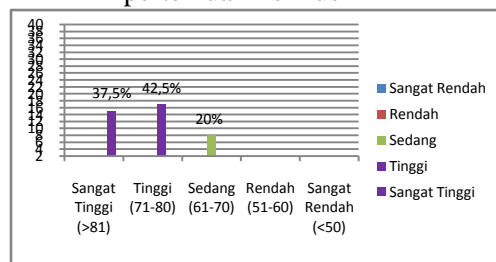 40
38
36
34
32
30
28
26
24
22
20
18
16
14
12
10
8
6
4
2
37,5%
42,5%
20%
Sangat Tinggi (>81)
Tinggi (71-80)
Sedang (61-70)
Rendah (51-60)
Sangat Rendah (<50)
Sangat Rendah
Rendah
Sedang
Tinggi
Sangat Tinggi